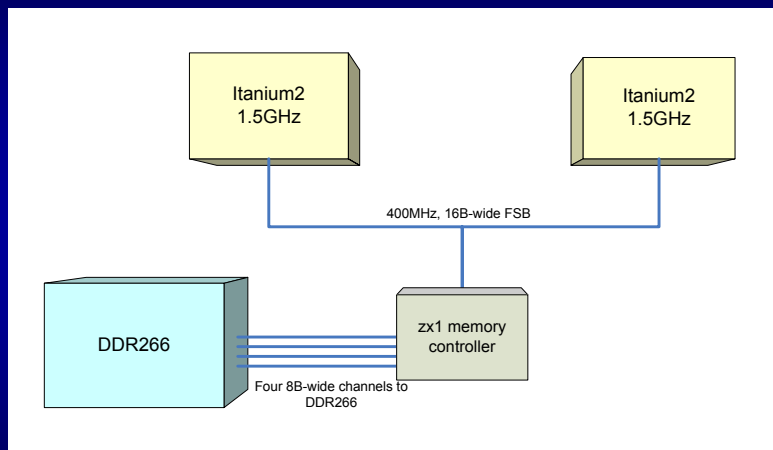 Itanium2
1.5GHz
Itanium2
1.5GHz
400MHz, 16B-wide FSB
DDR266
zx1 memory
controller
Four 8B-wide channels to
DDR266